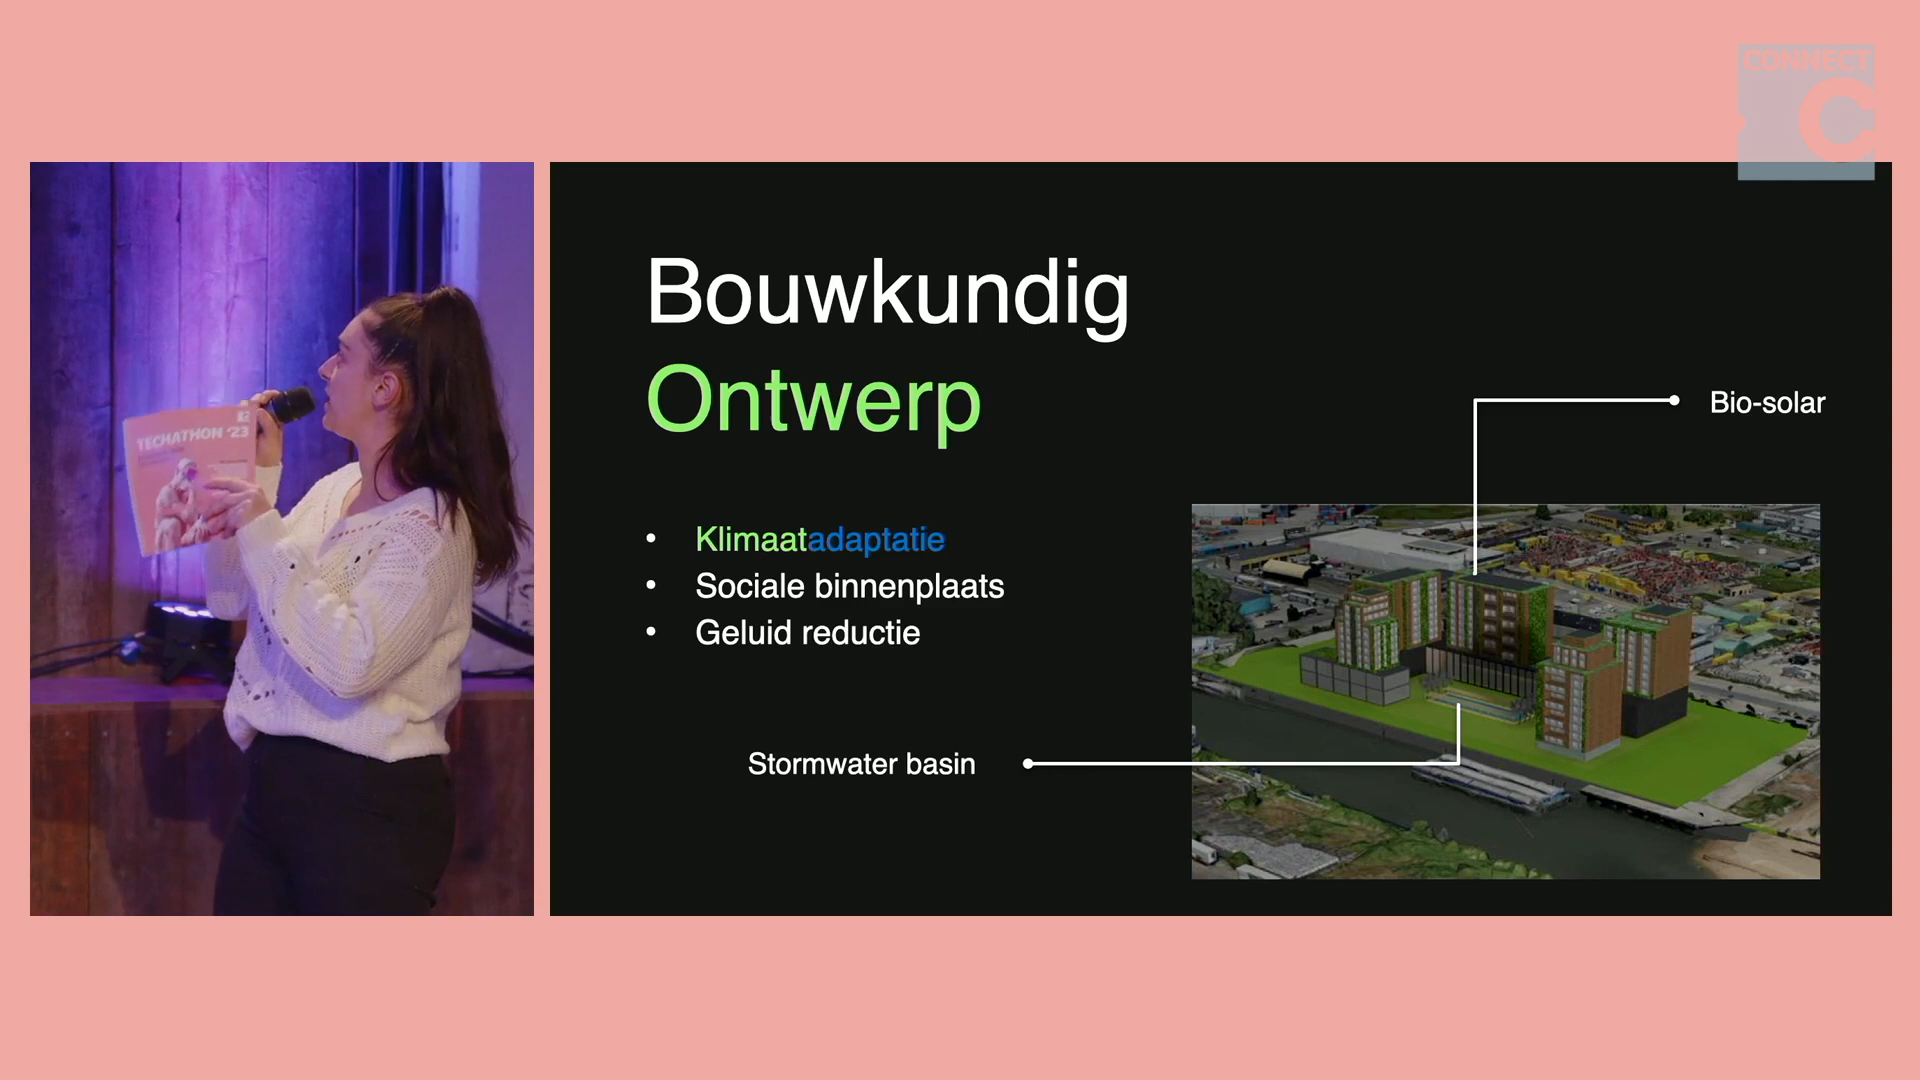 CONNECT
C
TECHATHON '23
Bouwkundig
Ontwerp
Bio-solar
• Klimaatadaptatie
• Sociale binnenplaats
• Geluid reductie
Stormwater basin